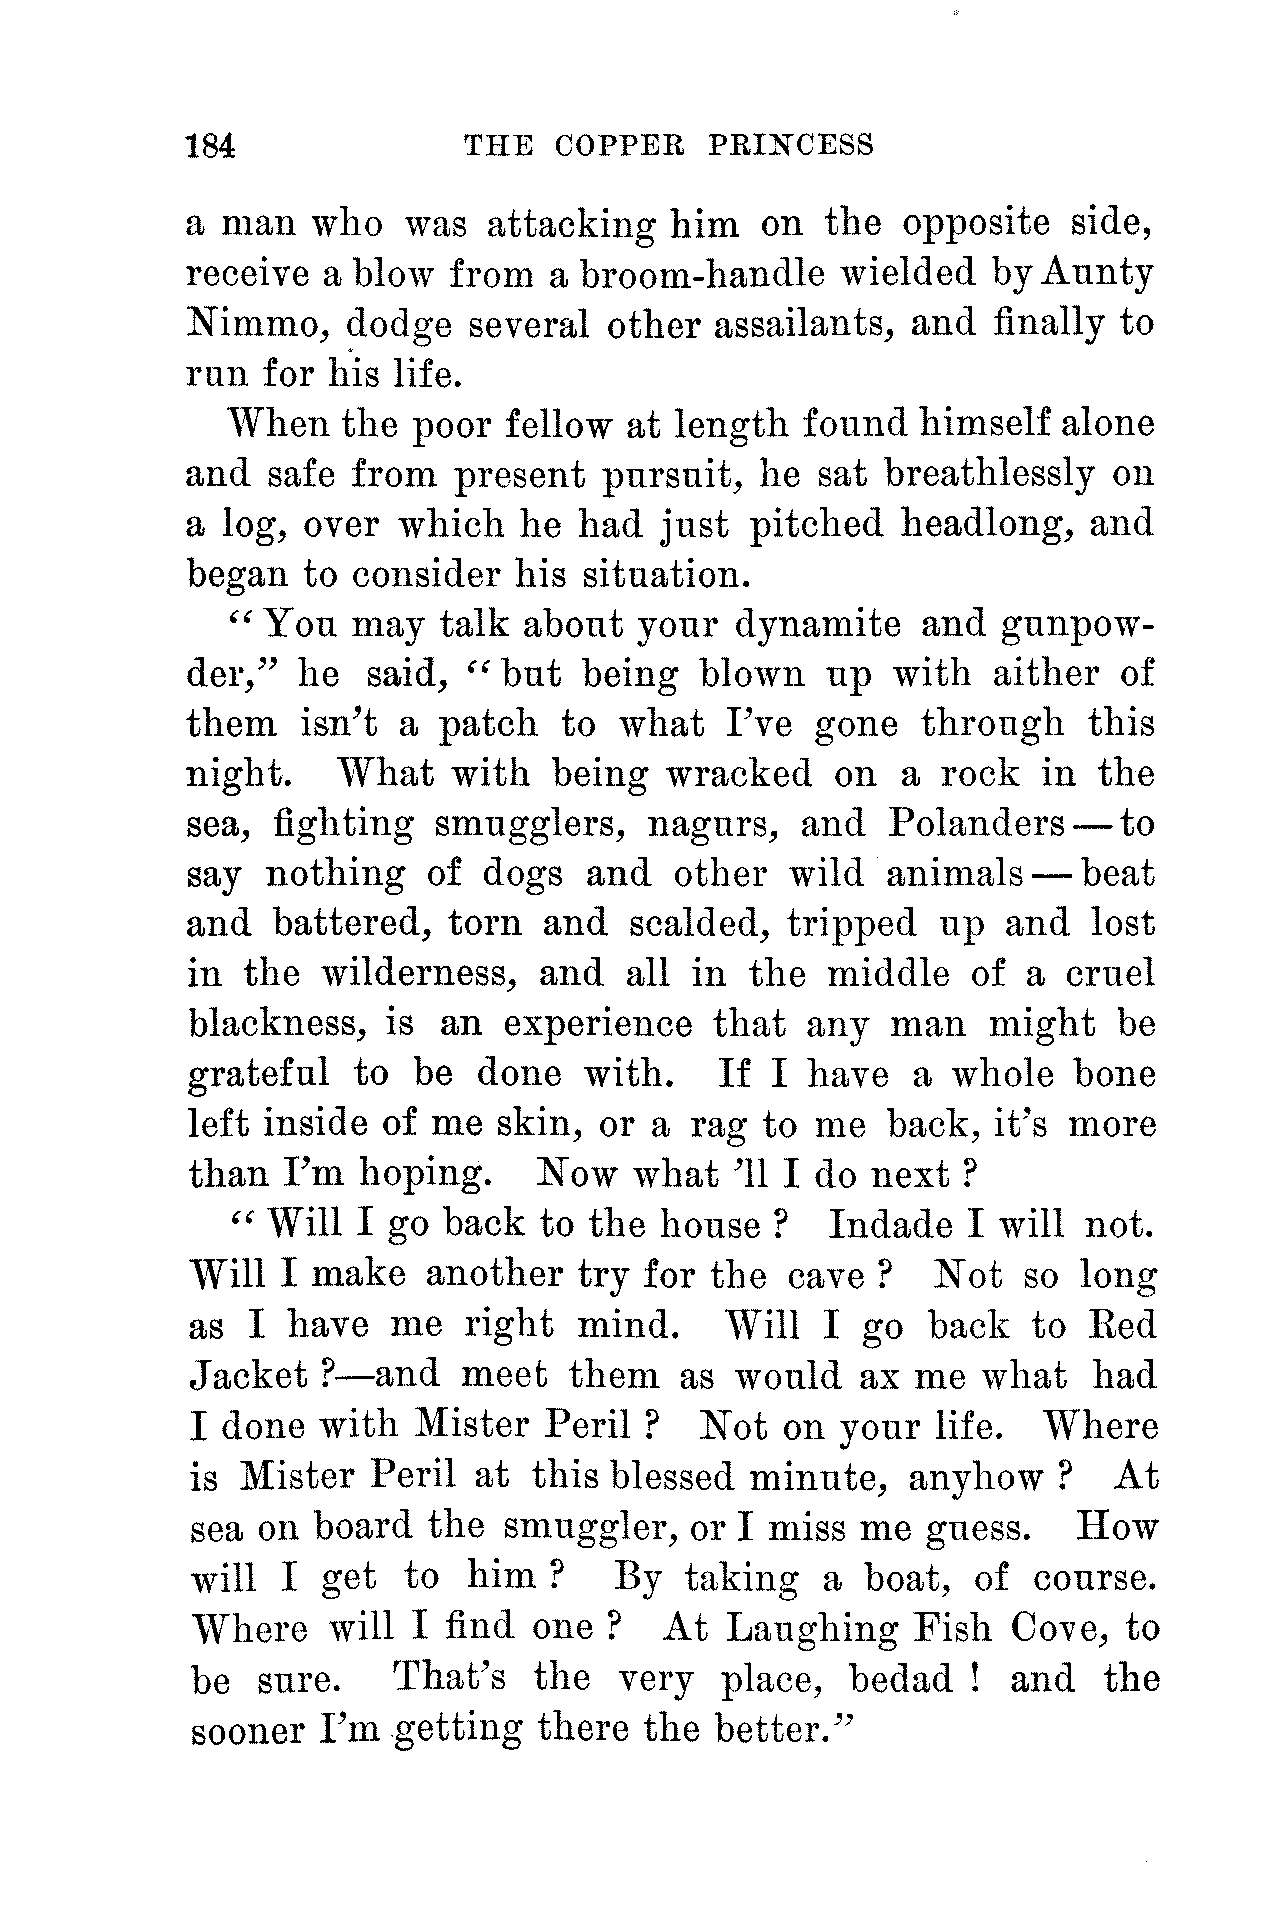 184 THE COPPER PRINCESS
a man who was attacking him on the opposite side,
receive a blow from a broom-handle wielded by Aunty
Nimmo, dodge several other assailants, and finally to
run for his life.
When the poor fellow at length found himself alone
and safe from present pursuit, he sat breathlessly on
a log, over which he had just pitched headlong, and
began to consider his situation.
“ You may talk about your dynamite and gunpow-
der,” he said, “ but being blown up with aither of
them isn’t a patch to what I’ve gone through this
night. What with being wracked on a rock in the
sea, fighting smugglers, nagurs, and Polanders — to
say nothing of dogs and other wild animals — beat
and battered, torn and scalded, tripped up and lost
in the wilderness, and all in the middle of a cruel
blackness, is an experience that any man might be
grateful to be done with. If I have a whole bone
left inside of me skin, or a rag to me back, it’s more
than I’m hoping. Now what ’ll I do next ?
“ Will I go back to the house ? Indade I will not.
Will I make another try for the cave ? Not so long
as I have me right mind. Will I go back to Red
Jacket ?—and meet them as would ax me what had
I done with Mister Peril ? Not on your life. Where
is Mister Peril at this blessed minute, anyhow ? At
sea on board the smuggler, or I miss me guess. How
will I get to him ? By taking a boat, of course.
Where will I find one ? At Laughing Fish Cove, to
be sure. That’s the very place, bedad ! and the
sooner I’m getting there the better.”